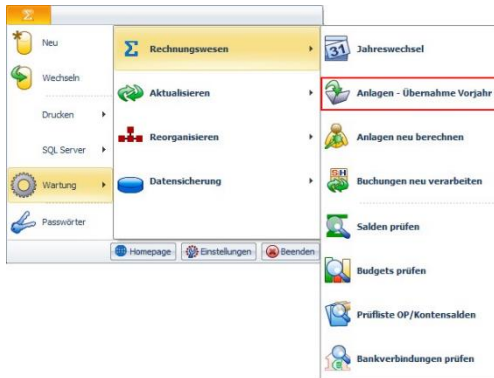 Σ
Neu
Wechseln
Drucken
SQL Server
Wartung
Passwörter
Σ Rechnungswesen
Aktualisieren
Reorganisieren
Datensicherung
Homepage Einstellungen Beenden
31 Jahreswechsel
Anlagen - Übernahme Vorjahr
Anlagen neu berechnen
S:H Buchungen neu verarbeiten
Salden prüfen
Budgets prüfen
Prüfliste OP/Kontensalden
Bankverbindungen prüfen